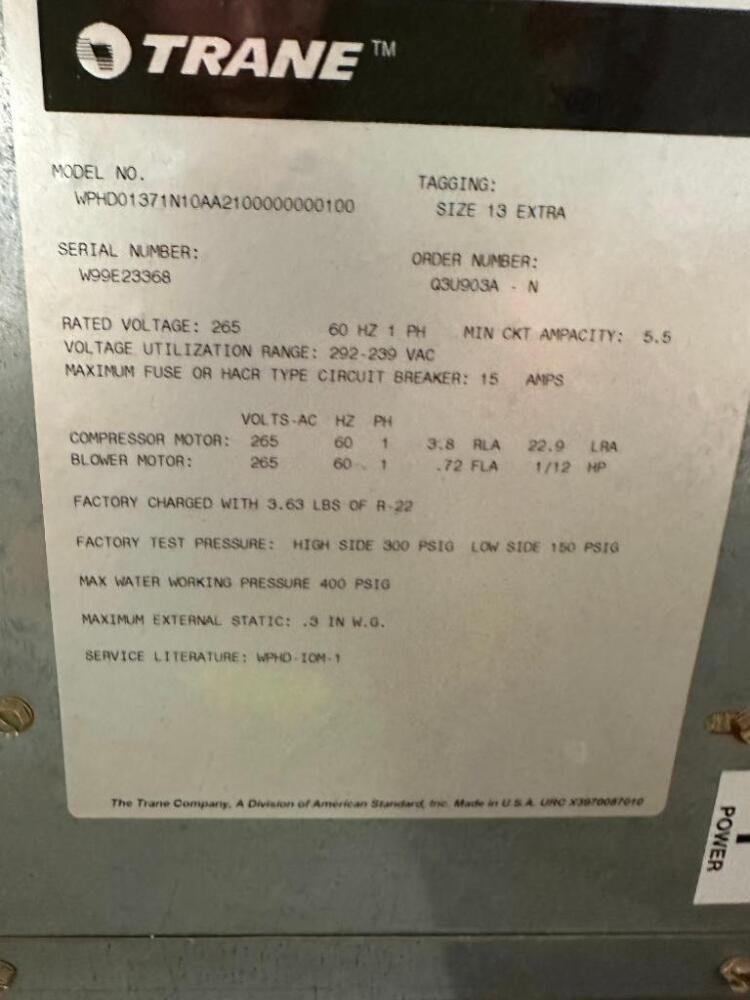 TRANE™
MODEL NO.
WPHD01371N10AA2100000000100
TAGGING:
SIZE 13 EXTRA
SERIAL NUMBER:
W99E23368
ORDER NUMBER:
Q3U903A - N
RATED VOLTAGE: 265 60 HZ 1 PH MIN CKT AMPACITY: 5.5
VOLTAGE UTILIZATION RANGE: 292-239 VAC
MAXIMUM FUSE OR HACR TYPE CIRCUIT BREAKER: 15 AMPS
VOLTS-AC HZ PH
COMPRESSOR MOTOR: 265 60 1 3.8 RLA 22.9 LRA
BLOWER MOTOR: 265 60 1 .72 FLA 1/12 HP
FACTORY CHARGED WITH 3.63 LBS OF R-22
FACTORY TEST PRESSURE: HIGH SIDE 300 PSIG LOW SIDE 150 PSIG
MAX WATER WORKING PRESSURE 400 PSIG
MAXIMUM EXTERNAL STATIC: .3 IN W.G.
SERVICE LITERATURE: WPHD-IOM-1
The Trane Company, A Division of American Standard, Inc. Made in U.S.A. URC X3970087010
POWER